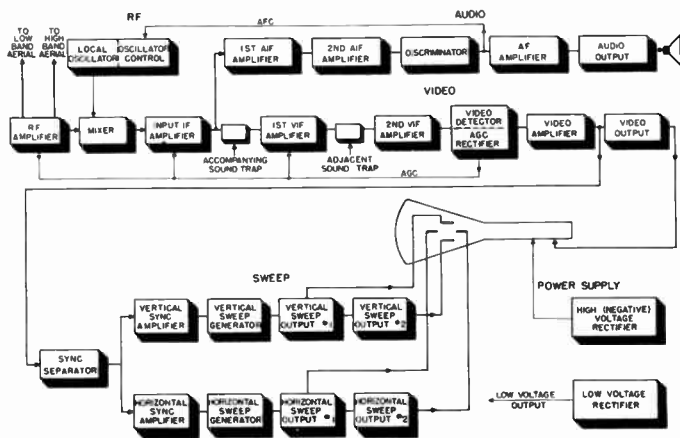 RF
AUDIO
AFC
TO
LOW
BAND
AERIAL
TO
HIGH
BAND
AERIAL
LOCAL
OSCILLATOR
OSCILLATOR
CONTROL
1ST AIF
AMPLIFIER
2ND AIF
AMPLIFIER
DISCRIMINATOR
AF
AMPLIFIER
AUDIO
OUTPUT
VIDEO
RF
AMPLIFIER
MIXER
INPUT IF
AMPLIFIER
1ST VIF
AMPLIFIER
2ND VIF
AMPLIFIER
VIDEO
DETECTOR
AGC
RECTIFIER
VIDEO
AMPLIFIER
VIDEO
OUTPUT
ACCOMPANYING
SOUND TRAP
ADJACENT
SOUND TRAP
AGC
SWEEP
POWER SUPPLY
VERTICAL
SYNC
AMPLIFIER
VERTICAL
SWEEP
GENERATOR
VERTICAL
SWEEP
OUTPUT #1
VERTICAL
SWEEP
OUTPUT #2
HIGH (NEGATIVE)
VOLTAGE
RECTIFIER
SYNC
SEPARATOR
HORIZONTAL
SYNC
AMPLIFIER
HORIZONTAL
SWEEP
GENERATOR
HORIZONTAL
SWEEP
OUTPUT #1
HORIZONTAL
SWEEP
OUTPUT #2
LOW VOLTAGE
OUTPUT
LOW VOLTAGE
RECTIFIER